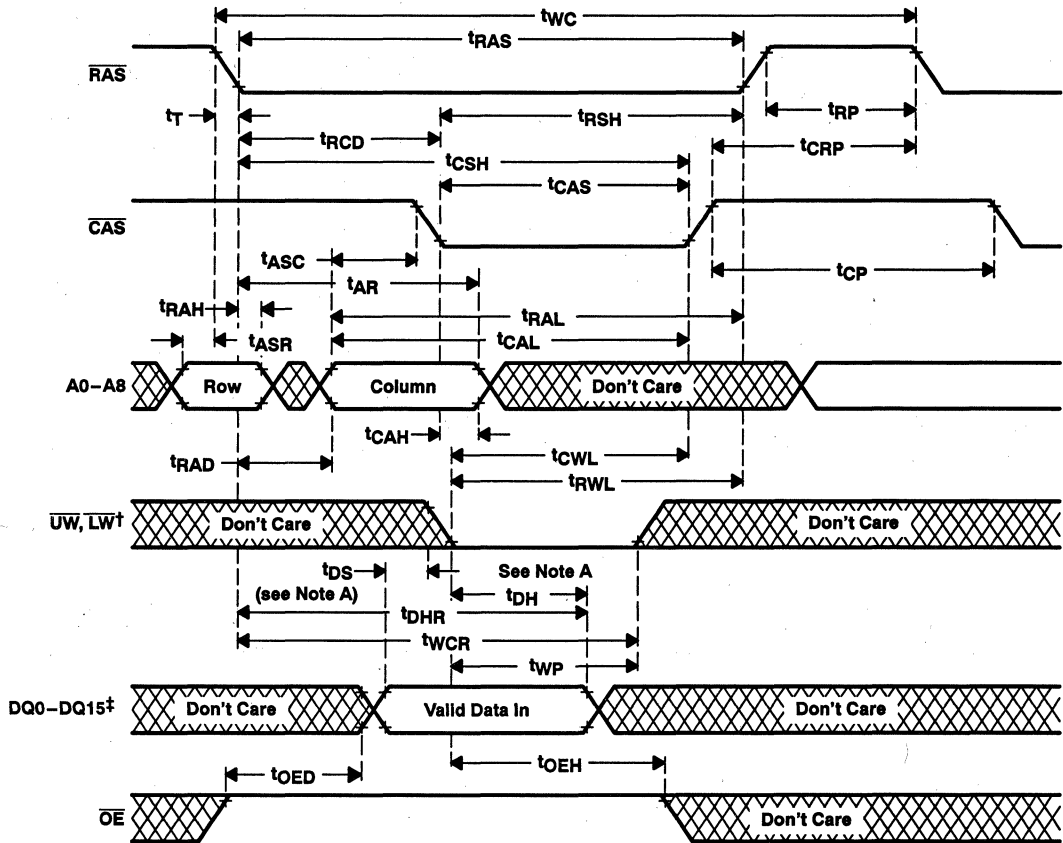 tWC
tRAS
RAS
tT
tRSH
tRP
tRCD
tCRP
tCSH
tCAS
CAS
tASC
tCP
tAR
tRAH
tRAL
tASR
tCAL
A0–A8
Row
Column
Don't Care
tCAH
tCWL
tRAD
tRWL
UW, LW†
Don't Care
Don't Care
tDS
See Note A
(see Note A)
tDH
tDHR
tWCR
tWP
DQ0–DQ15‡
Don't Care
Valid Data In
Don't Care
tOED
tOEH
OE
Don't Care